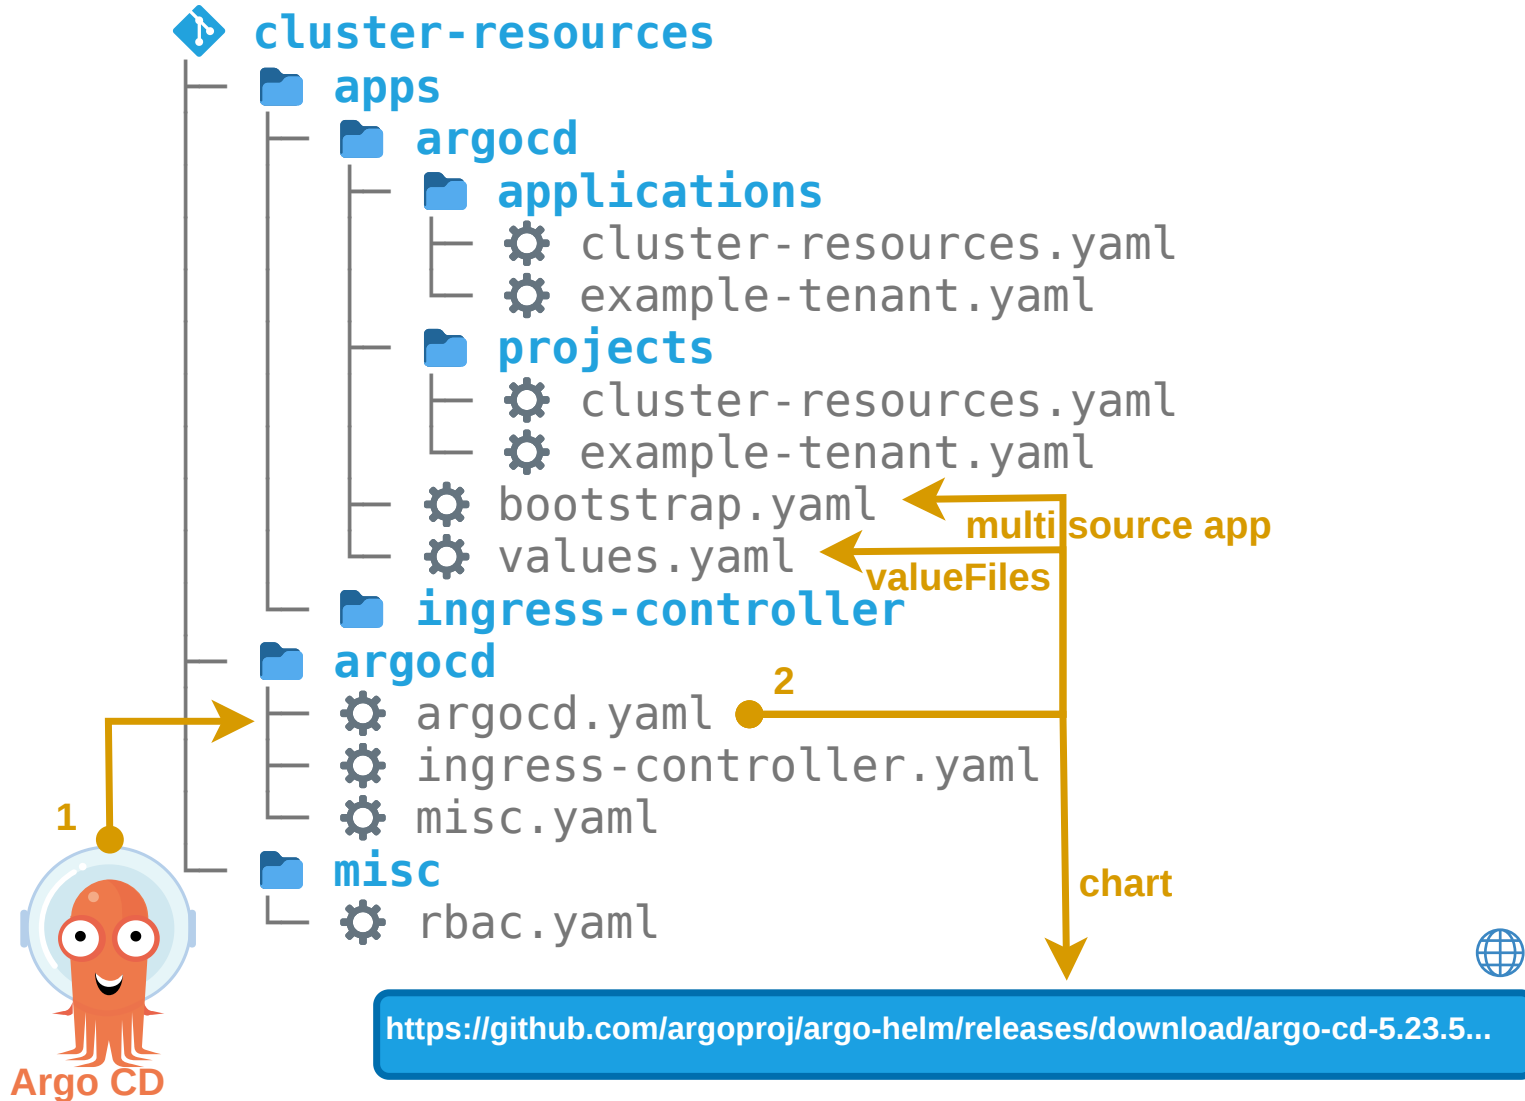 cluster-resources
apps
argocd
applications
cluster-resources.yaml
example-tenant.yaml
projects
cluster-resources.yaml
example-tenant.yaml
bootstrap.yaml
multi source app
values.yaml
valueFiles
ingress-controller
argocd
2
argocd.yaml
ingress-controller.yaml
1
misc.yaml
misc
chart
rbac.yaml
https://github.com/argoproj/argo-helm/releases/download/argo-cd-5.23.5...
Argo CD